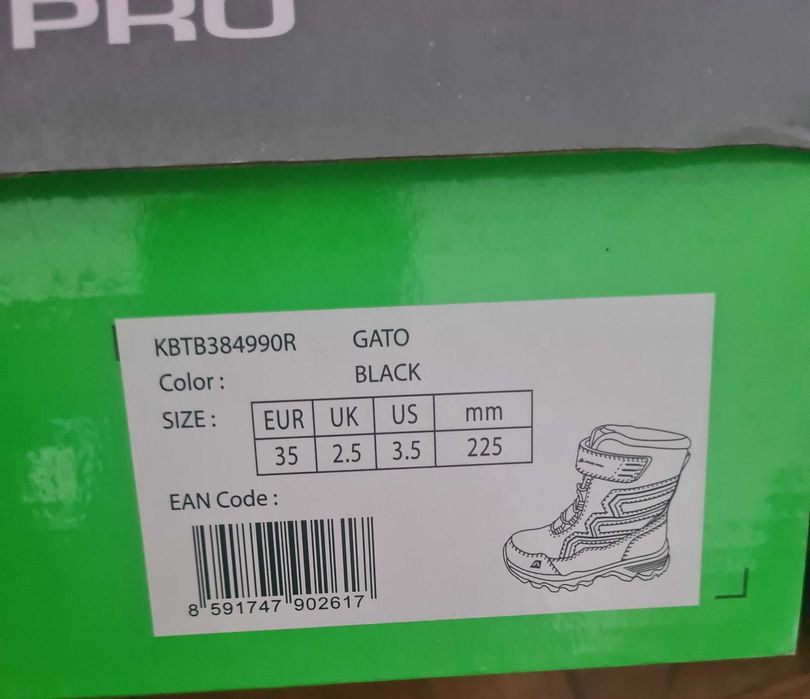 PRO
KBTB384990R GATO
Color : BLACK
SIZE : EUR UK US mm
35 2.5 3.5 225
EAN Code :
8 591747 902617